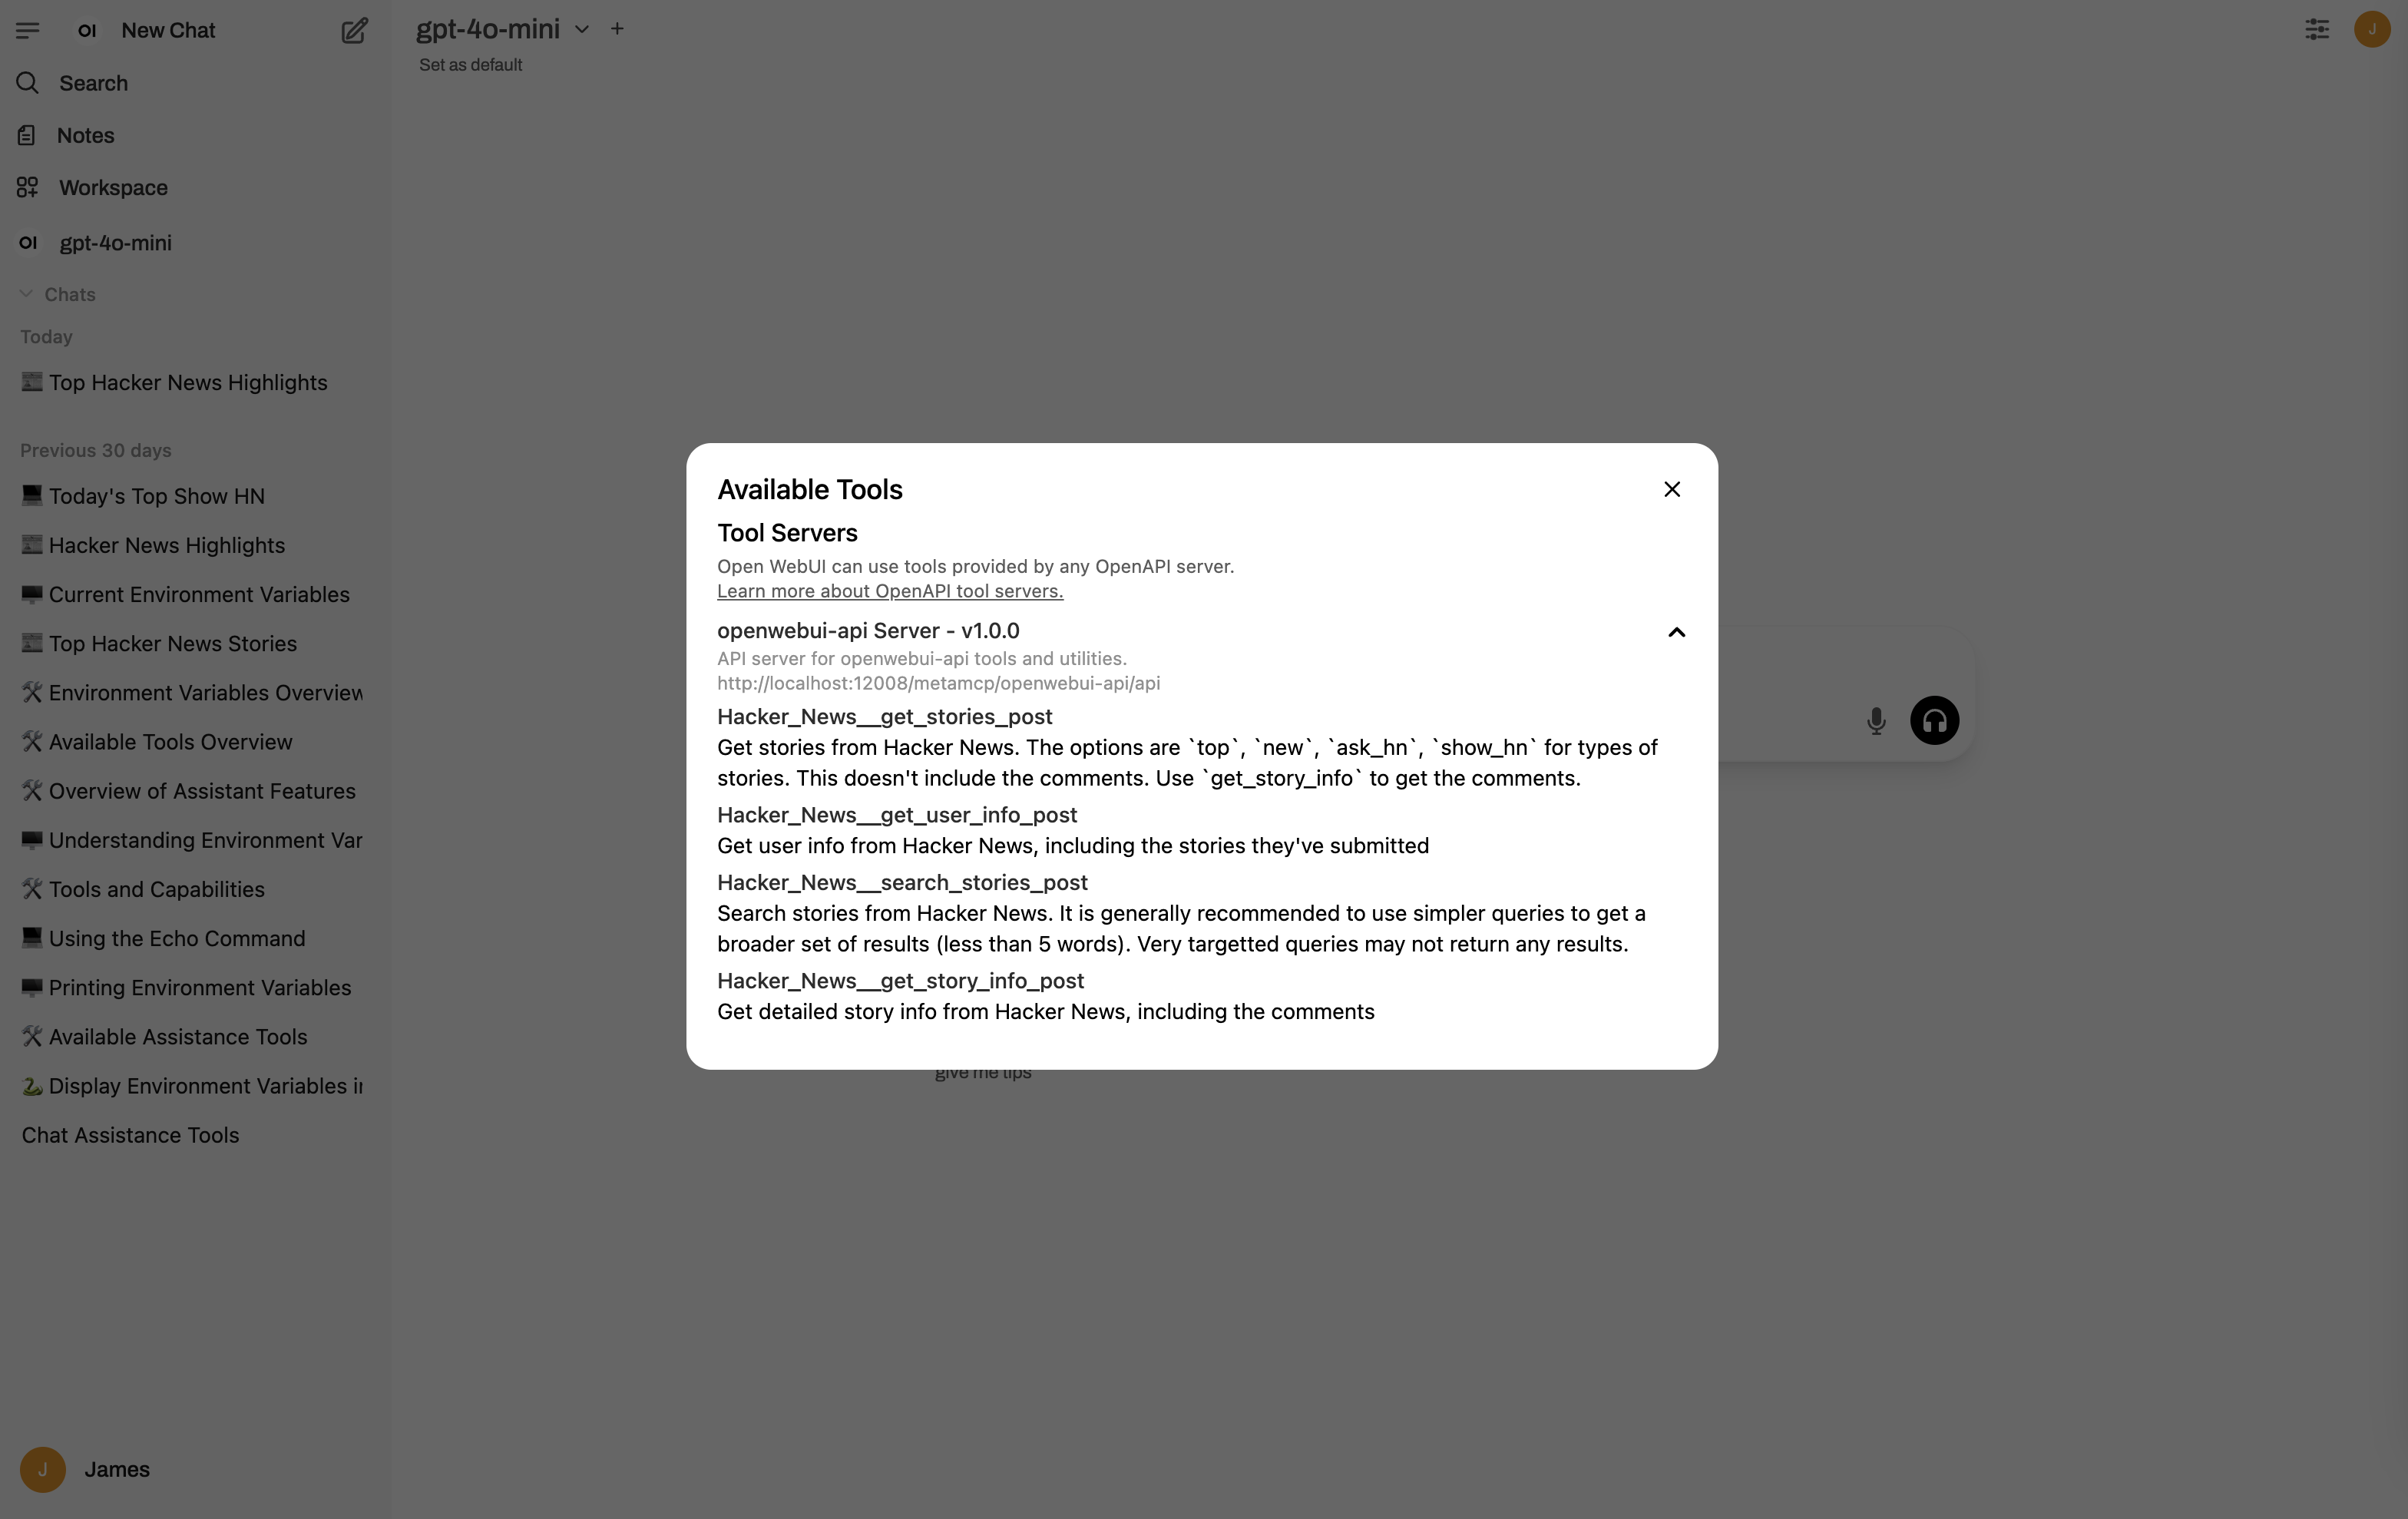 OI New Chat
Search
Notes
Workspace
OI gpt-4o-mini
Chats
Today
Top Hacker News Highlights
Previous 30 days
Today's Top Show HN
Hacker News Highlights
Current Environment Variables
Top Hacker News Stories
Environment Variables Overview
Available Tools Overview
Overview of Assistant Features
Understanding Environment Var
Tools and Capabilities
Using the Echo Command
Printing Environment Variables
Available Assistance Tools
Display Environment Variables in
Chat Assistance Tools
J James
gpt-4o-mini
Set as default
J
Available Tools
Tool Servers
Open WebUI can use tools provided by any OpenAPI server.
Learn more about OpenAPI tool servers.
openwebui-api Server - v1.0.0
API server for openwebui-api tools and utilities.
http://localhost:12008/metamcp/openwebui-api/api
Hacker_News__get_stories_post
Get stories from Hacker News. The options are `top`, `new`, `ask_hn`, `show_hn` for types of
stories. This doesn't include the comments. Use `get_story_info` to get the comments.
Hacker_News__get_user_info_post
Get user info from Hacker News, including the stories they've submitted
Hacker_News__search_stories_post
Search stories from Hacker News. It is generally recommended to use simpler queries to get a
broader set of results (less than 5 words). Very targetted queries may not return any results.
Hacker_News__get_story_info_post
Get detailed story info from Hacker News, including the comments
give me tips